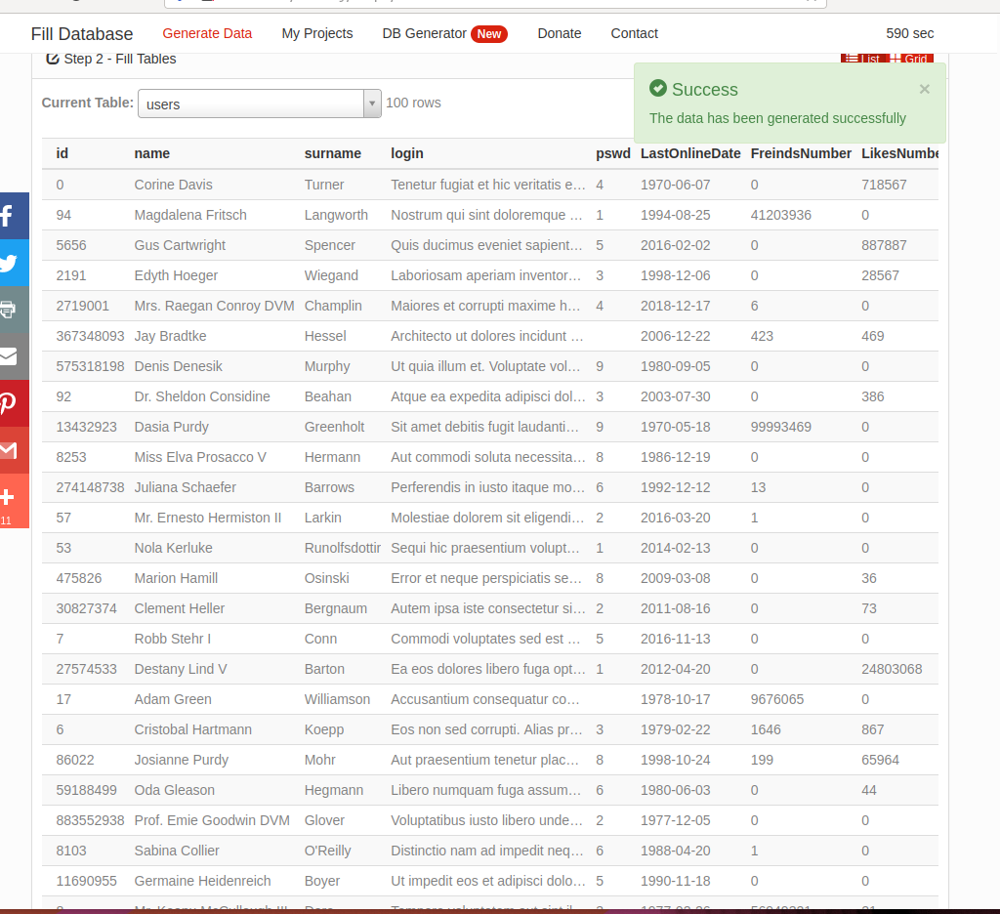 Fill Database Generate Data My Projects DB Generator New Donate Contact 590 sec
Step 2 - Fill Tables List Grid
Current Table: users 100 rows
Success ×
The data has been generated successfully
id name surname login pswd LastOnlineDate FreindsNumber LikesNumbe
0 Corine Davis Turner Tenetur fugiat et hic veritatis e… 4 1970-06-07 0 718567
94 Magdalena Fritsch Langworth Nostrum qui sint doloremque … 1 1994-08-25 41203936 0
5656 Gus Cartwright Spencer Quis ducimus eveniet sapient… 5 2016-02-02 0 887887
2191 Edyth Hoeger Wiegand Laboriosam aperiam inventor… 3 1998-12-06 0 28567
2719001 Mrs. Raegan Conroy DVM Champlin Maiores et corrupti maxime h… 4 2018-12-17 6 0
367348093 Jay Bradtke Hessel Architecto ut dolores incidunt … 2006-12-22 423 469
575318198 Denis Denesik Murphy Ut quia illum et. Voluptate vol… 9 1980-09-05 0 0
92 Dr. Sheldon Considine Beahan Atque ea expedita adipisci dol… 3 2003-07-30 0 386
13432923 Dasia Purdy Greenholt Sit amet debitis fugit laudanti… 9 1970-05-18 99993469 0
8253 Miss Elva Prosacco V Hermann Aut commodi soluta necessita… 8 1986-12-19 0 0
274148738 Juliana Schaefer Barrows Perferendis in iusto itaque mo… 6 1992-12-12 13 0
57 Mr. Ernesto Hermiston II Larkin Molestiae dolorem sit eligendi… 2 2016-03-20 1 0
53 Nola Kerluke Runolfsdottir Sequi hic praesentium volupt… 1 2014-02-13 0 0
475826 Marion Hamill Osinski Error et neque perspiciatis se… 8 2009-03-08 0 36
30827374 Clement Heller Bergnaum Autem ipsa iste consectetur si… 2 2011-08-16 0 73
7 Robb Stehr I Conn Commodi voluptates sed est … 5 2016-11-13 0 0
27574533 Destany Lind V Barton Ea eos dolores libero fuga opt… 1 2012-04-20 0 24803068
17 Adam Green Williamson Accusantium consequatur co… 1978-10-17 9676065 0
6 Cristobal Hartmann Koepp Eos non sed corrupti. Alias pr… 3 1979-02-22 1646 867
86022 Josianne Purdy Mohr Aut praesentium tenetur plac… 8 1998-10-24 199 65964
59188499 Oda Gleason Hegmann Libero numquam fuga assum… 6 1980-06-03 0 44
883552938 Prof. Emie Goodwin DVM Glover Voluptatibus iusto libero unde… 2 1977-12-05 0 0
8103 Sabina Collier O'Reilly Distinctio nam ad impedit neq… 6 1988-04-20 1 0
11690955 Germaine Heidenreich Boyer Ut impedit eos et adipisci dolo… 5 1990-11-18 0 0
11